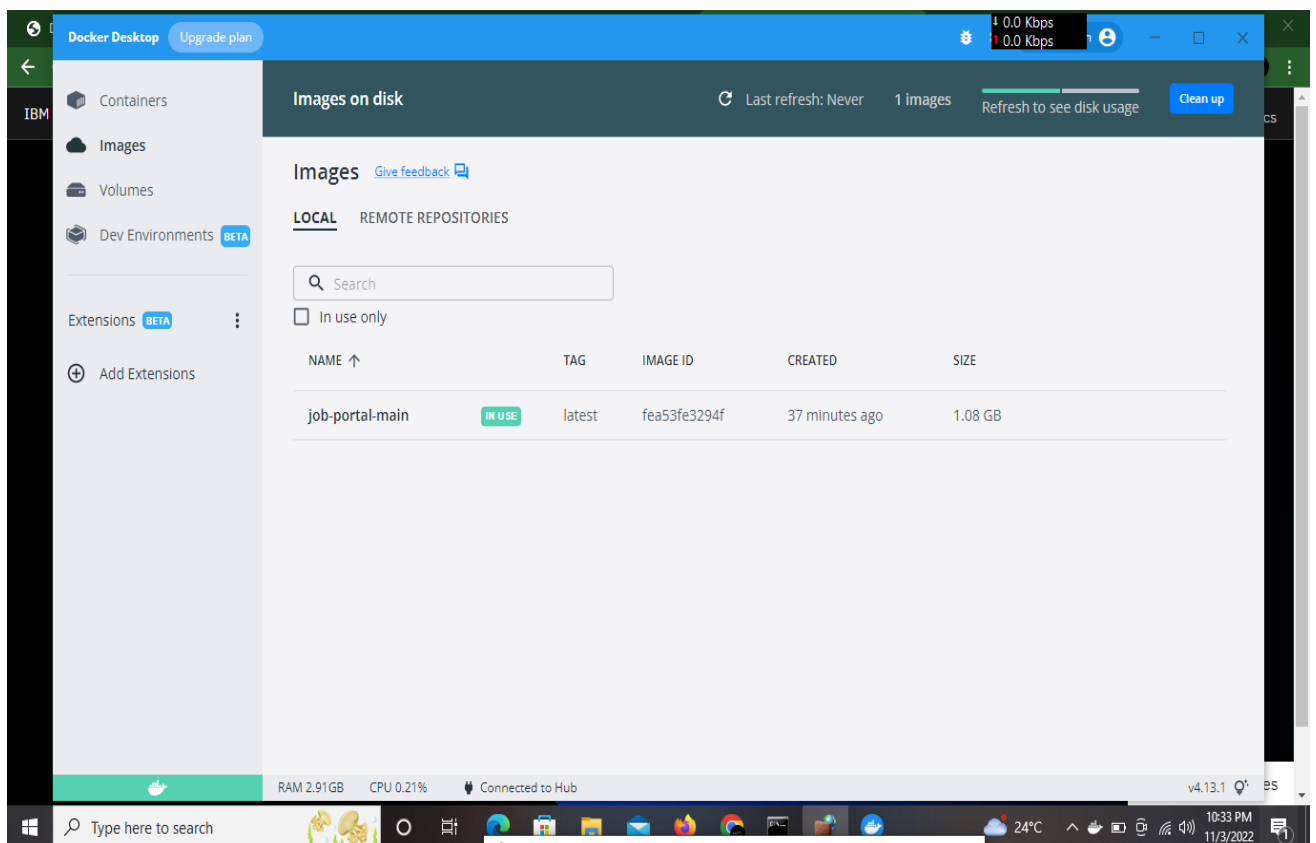 Docker Desktop Upgrade plan
↓ 0.0 Kbps
↑ 0.0 Kbps
IBM
Containers
Images
Volumes
Dev Environments BETA
Extensions BETA
Add Extensions
Images on disk
Last refresh: Never
1 images
Refresh to see disk usage
Clean up
Images Give feedback
LOCAL REMOTE REPOSITORIES
Search
In use only
NAME ↑ TAG IMAGE ID CREATED SIZE
job-portal-main IN USE latest fea53fe3294f 37 minutes ago 1.08 GB
RAM 2.91GB CPU 0.21% Connected to Hub
v4.13.1
Type here to search
24°C
10:33 PM
11/3/2022
1